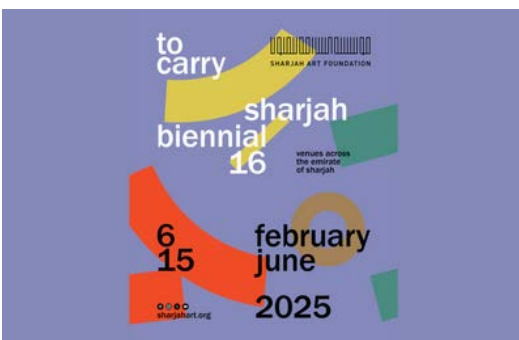 to
carry
SHARJAH ART FOUNDATION
sharjah
biennial
16
venues across
the emirate
of sharjah
6 february
15 june
2025
sharjahart.org